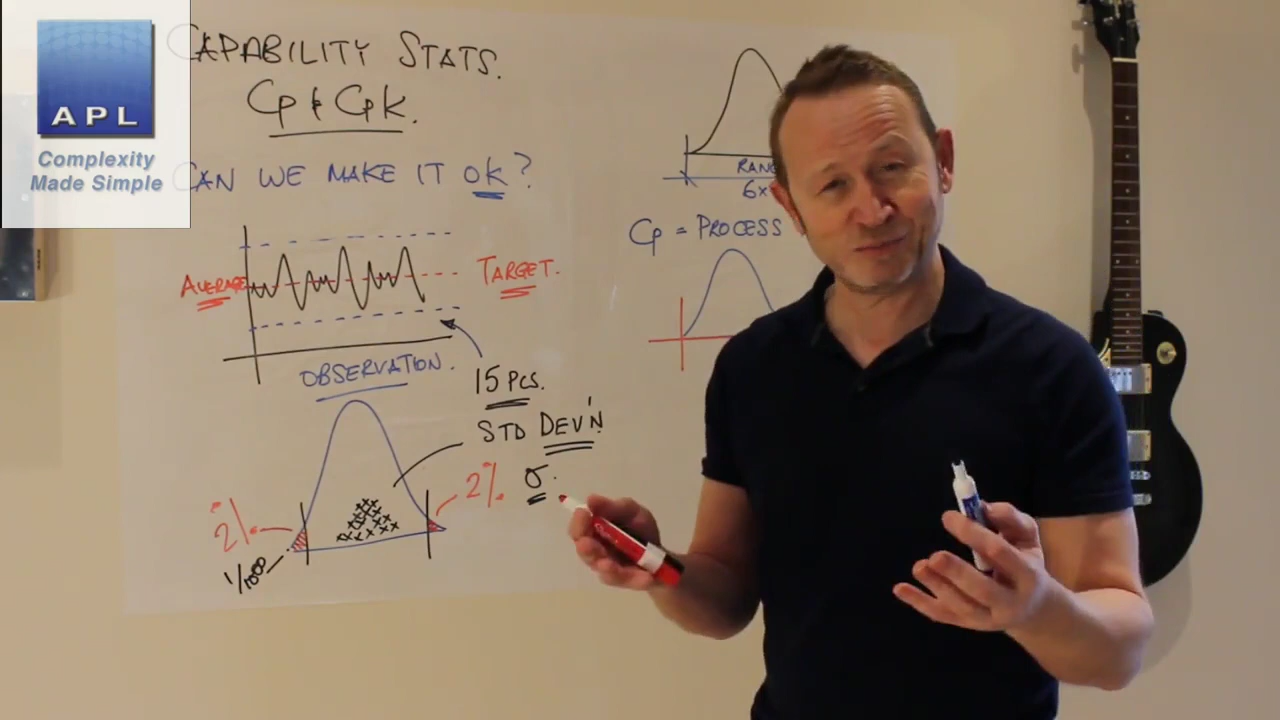 APL
Complexity
Made Simple
CAPABILITY STATS.
Cp & Cpk.
CAN WE MAKE IT OK?
AVERAGE
TARGET.
OBSERVATION.
15 PCS.
STD DEV'N
σ
2%
2%
1/1000
6x
Cp = PROCESS